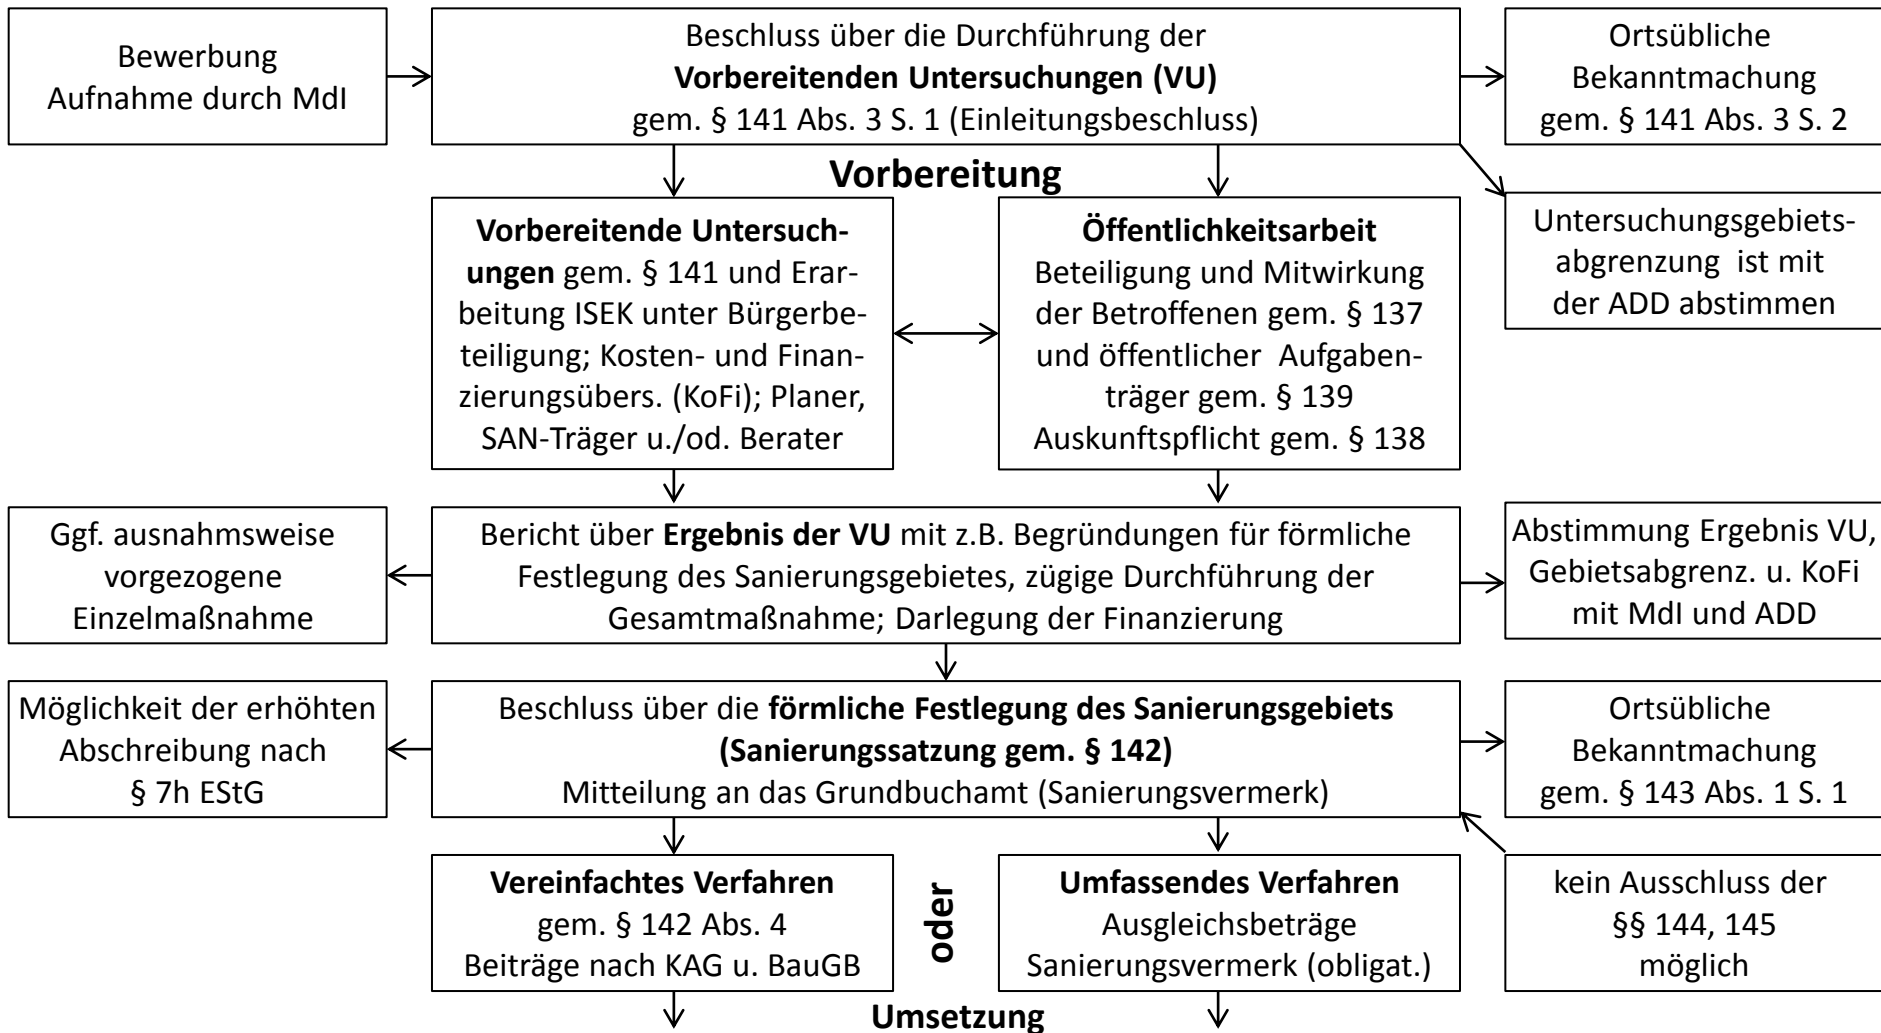 Bewerbung
Aufnahme durch MdI
Beschluss über die Durchführung der
Vorbereitenden Untersuchungen (VU)
gem. § 141 Abs. 3 S. 1 (Einleitungsbeschluss)
Ortsübliche
Bekanntmachung
gem. § 141 Abs. 3 S. 2
Vorbereitung
Vorbereitende Untersuch-
ungen gem. § 141 und Erar-
beitung ISEK unter Bürgerbe-
teiligung; Kosten- und Finan-
zierungsübers. (KoFi); Planer,
SAN-Träger u./od. Berater
Öffentlichkeitsarbeit
Beteiligung und Mitwirkung
der Betroffenen gem. § 137
und öffentlicher Aufgaben-
träger gem. § 139
Auskunftspflicht gem. § 138
Untersuchungsgebiets-
abgrenzung ist mit
der ADD abstimmen
Ggf. ausnahmsweise
vorgezogene
Einzelmaßnahme
Bericht über Ergebnis der VU mit z.B. Begründungen für förmliche
Festlegung des Sanierungsgebietes, zügige Durchführung der
Gesamtmaßnahme; Darlegung der Finanzierung
Abstimmung Ergebnis VU,
Gebietsabgrenz. u. KoFi
mit MdI und ADD
Möglichkeit der erhöhten
Abschreibung nach
§ 7h EStG
Beschluss über die förmliche Festlegung des Sanierungsgebiets
(Sanierungssatzung gem. § 142)
Mitteilung an das Grundbuchamt (Sanierungsvermerk)
Ortsübliche
Bekanntmachung
gem. § 143 Abs. 1 S. 1
Vereinfachtes Verfahren
gem. § 142 Abs. 4
Beiträge nach KAG u. BauGB
oder
Umfassendes Verfahren
Ausgleichsbeträge
Sanierungsvermerk (obligat.)
kein Ausschluss der
§§ 144, 145
möglich
Umsetzung